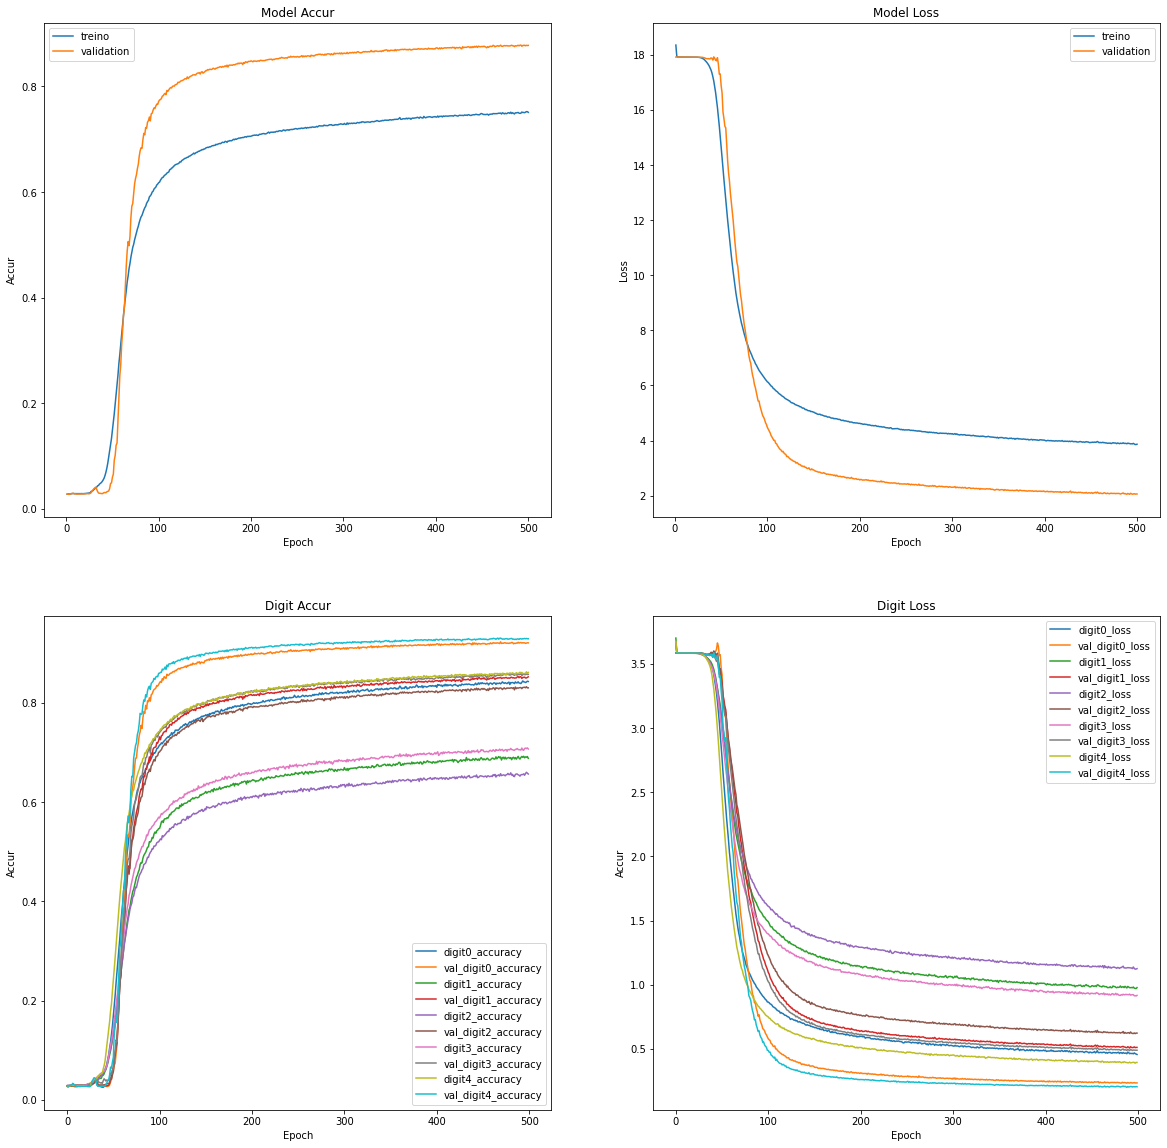 Model Accur
treino
validation
0.8
0.6
0.4
0.2
0.0
Accur
0
100
200
300
400
500
Epoch
Model Loss
treino
validation
18
16
14
12
10
8
6
4
2
Loss
0
100
200
300
400
500
Epoch
Digit Accur
0.8
0.6
0.4
0.2
0.0
Accur
digit0_accuracy
val_digit0_accuracy
digit1_accuracy
val_digit1_accuracy
digit2_accuracy
val_digit2_accuracy
digit3_accuracy
val_digit3_accuracy
digit4_accuracy
val_digit4_accuracy
0
100
200
300
400
500
Epoch
Digit Loss
digit0_loss
val_digit0_loss
digit1_loss
val_digit1_loss
digit2_loss
val_digit2_loss
digit3_loss
val_digit3_loss
digit4_loss
val_digit4_loss
3.5
3.0
2.5
2.0
1.5
1.0
0.5
Accur
0
100
200
300
400
500
Epoch